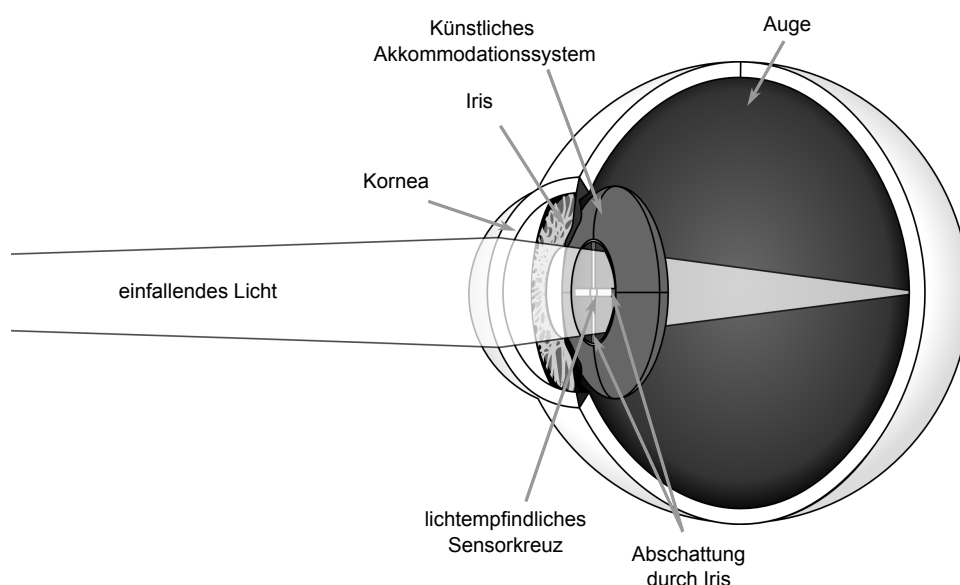 Künstliches
Akkommodationssystem
Auge
Iris
Kornea
einfallendes Licht
lichtempfindliches
Sensorkreuz
Abschattung
durch Iris